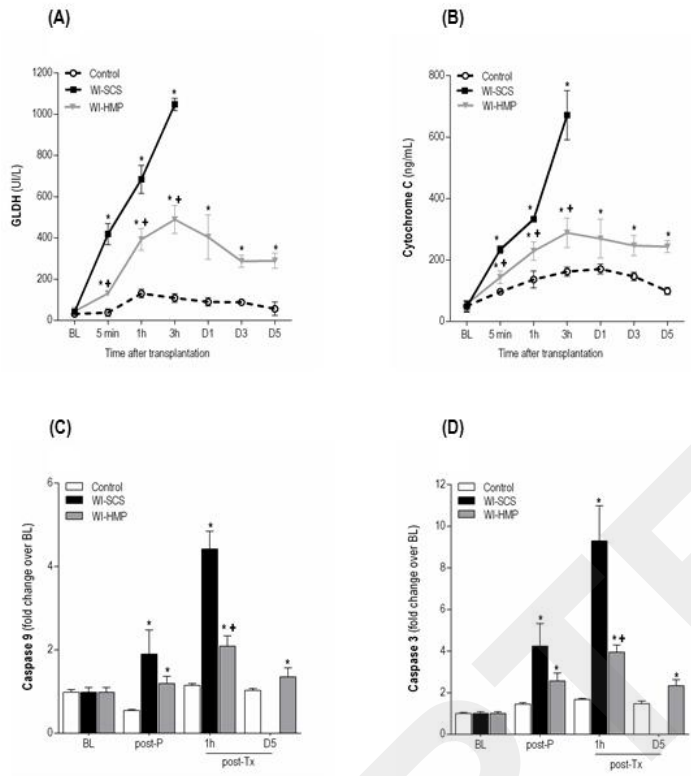 (A)
(B)
1200
1000
800
600
400
200
0
GLDH (UI/L)
Control
WI-SCS
WI-HMP
*
*
*
* +
* +
* +
*
*
*
BL
5 min
1h
3h
D1
D3
D5
Time after transplantation
800
600
400
200
0
Cytochrome C (ng/mL)
Control
WI-SCS
WI-HMP
*
*
*
* +
* +
* +
*
*
*
BL
5 min
1h
3h
D1
D3
D5
Time after transplantation
(C)
(D)
9
6
4
2
0
Caspase 9 (fold change over BL)
Control
WI-SCS
WI-HMP
*
*
*
* +
*
BL
post-P
1h
D5
post-Tx
12
10
8
6
4
2
0
Caspase 3 (fold change over BL)
Control
WI-SCS
WI-HMP
*
*
*
* +
*
BL
post-P
1h
D5
post-Tx